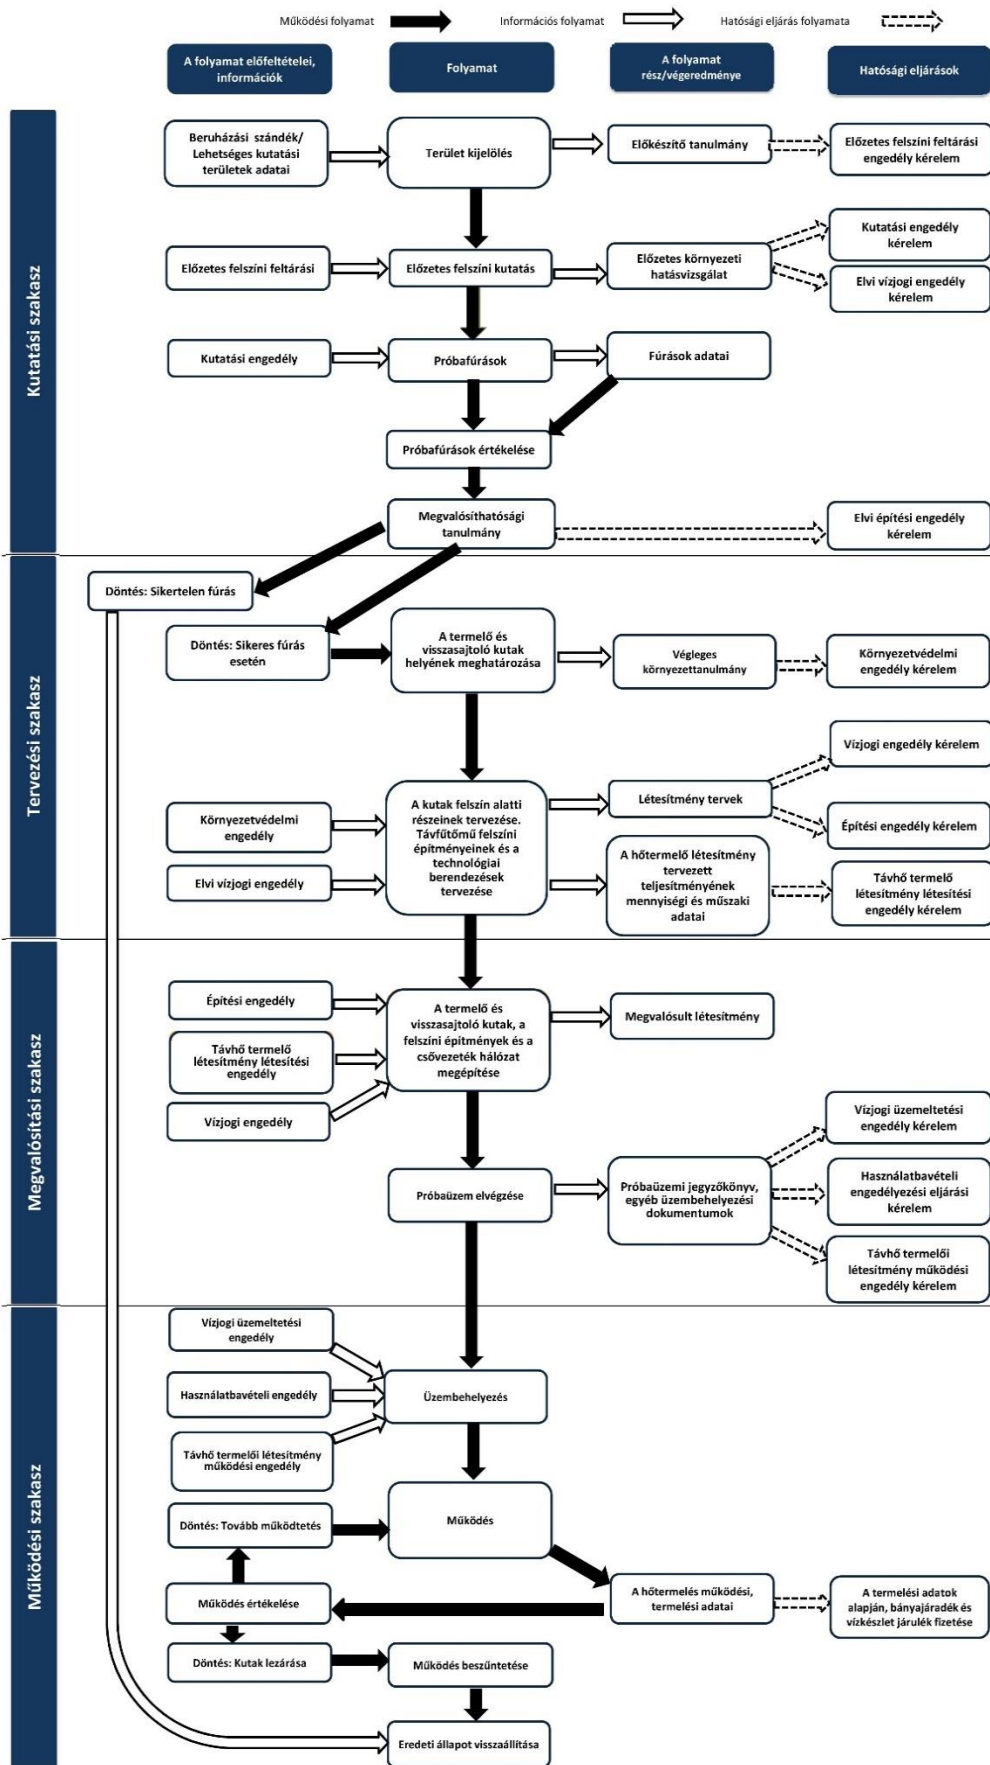 Működési folyamat
Információs folyamat
Hatósági eljárás folyamata
A folyamat előfeltételei,
információk
Folyamat
A folyamat
rész/végeredménye
Hatósági eljárások
Kutatási szakasz
Beruházási szándék/
Lehetséges kutatási
területek adatai
Terület kijelölés
Előkészítő tanulmány
Előzetes felszíni feltárási
engedély kérelem
Kutatási engedély
kérelem
Előzetes felszíni feltárási
Előzetes felszíni kutatás
Előzetes környezeti
hatásvizsgálat
Elvi vízjogi engedély
kérelem
Kutatási engedély
Próbafúrások
Fúrások adatai
Próbafúrások értékelése
Megvalósíthatósági
tanulmány
Elvi építési engedély
kérelem
Tervezési szakasz
Döntés: Sikertelen fúrás
Döntés: Sikeres fúrás
esetén
A termelő és
visszasajtoló kutak
helyének meghatározása
Végleges
környezettanulmány
Környezetvédelmi
engedély kérelem
Vízjogi engedély kérelem
Környezetvédelmi
engedély
Elvi vízjogi engedély
A kutak felszín alatti
részeinek tervezése.
Távfűtőmű felszíni
építményeinek és a
technológiai
berendezések
tervezése
Létesítmény tervek
Építési engedély kérelem
A hőtermelő létesítmény
tervezett
teljesítményének
mennyiségi és műszaki
adatai
Távhő termelő
létesítmény létesítési
engedély kérelem
Megvalósítási szakasz
Építési engedély
Távhő termelő
létesítmény létesítési
engedély
Vízjogi engedély
A termelő és
visszasajtoló kutak, a
felszíni építmények és a
csővezeték hálózat
megépítése
Megvalósult létesítmény
Vízjogi üzemeltetési
engedély kérelem
Próbaüzem elvégzése
Próbaüzemi jegyzőkönyv,
egyéb üzembehelyezési
dokumentumok
Használatbavételi
engedélyezési eljárási
kérelem
Távhő termelői
létesítmény működési
engedély kérelem
Működési szakasz
Vízjogi üzemeltetési
engedély
Használatbavételi engedély
Távhő termelői létesítmény
működési engedély
Üzembehelyezés
Döntés: Tovább működtetés
Működés
Működés értékelése
A hőtermelés működési,
termelési adatai
A termelési adatok
alapján, bányajáradék és
vízkészlet járulék fizetése
Döntés: Kutak lezárása
Működés beszűntetése
Eredeti állapot visszaállítása